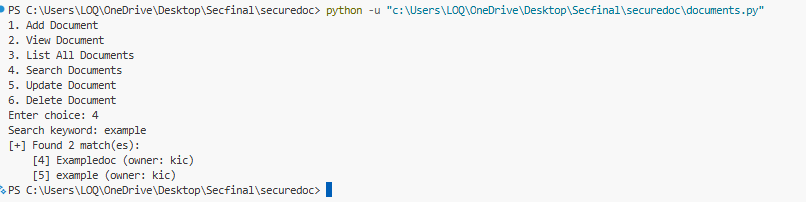 PS C:\Users\LOQ\OneDrive\Desktop\Secfinal\securedoc> python -u "c:\Users\LOQ\OneDrive\Desktop\Secfinal\securedoc\documents.py"
1. Add Document
2. View Document
3. List All Documents
4. Search Documents
5. Update Document
6. Delete Document
Enter choice: 4
Search keyword: example
[+] Found 2 match(es):
    [4] Exampledoc (owner: kic)
    [5] example (owner: kic)
PS C:\Users\LOQ\OneDrive\Desktop\Secfinal\securedoc>